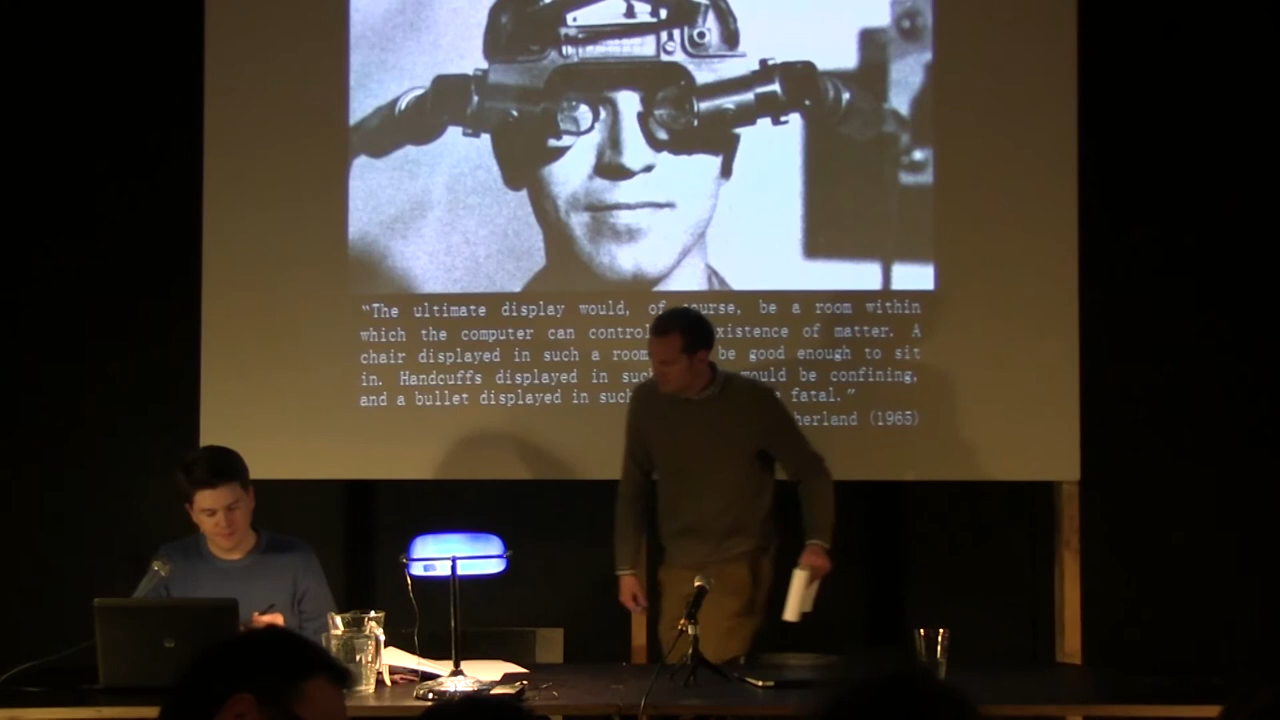 “The ultimate display would, of course, be a room within
which the computer can control existence of matter. A
chair displayed in such a room be good enough to sit
in. Handcuffs displayed in such would be confining,
and a bullet displayed in such fatal.”
herland (1965)